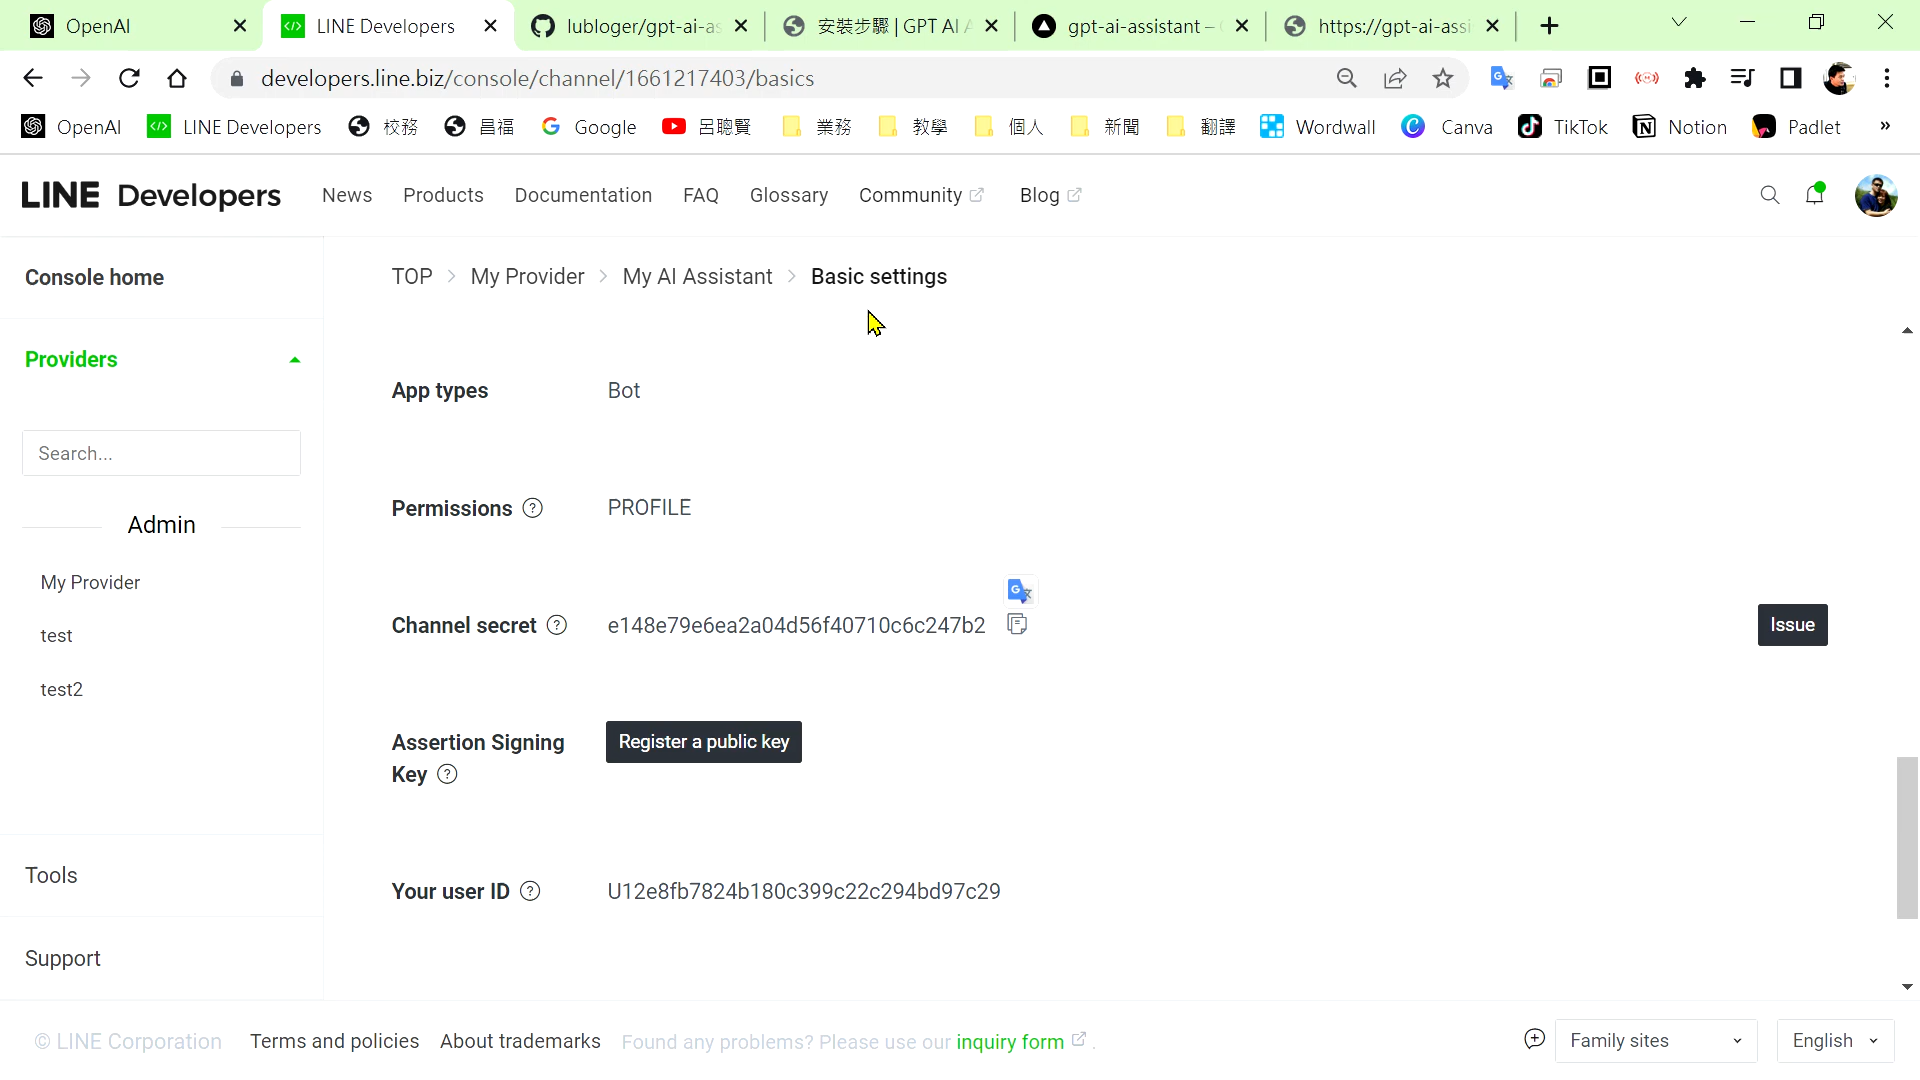 OpenAI
LINE Developers
lubloger/gpt-ai-as
安裝步驟 | GPT AI A
gpt-ai-assistant –
https://gpt-ai-assi
developers.line.biz/console/channel/1661217403/basics
OpenAI
LINE Developers
校務
昌福
Google
呂聰賢
業務
教學
個人
新聞
翻譯
Wordwall
Canva
TikTok
Notion
Padlet
»
LINE Developers
News
Products
Documentation
FAQ
Glossary
Community
Blog
Console home
TOP > My Provider > My AI Assistant > Basic settings
Providers
Search...
Admin
My Provider
test
test2
Tools
Support
App types
Bot
Permissions
PROFILE
Channel secret
e148e79e6ea2a04d56f40710c6c247b2
Issue
Assertion Signing
Key
Register a public key
Your user ID
U12e8fb7824b180c399c22c294bd97c29
© LINE Corporation
Terms and policies
About trademarks
Found any problems? Please use our inquiry form .
Family sites
English